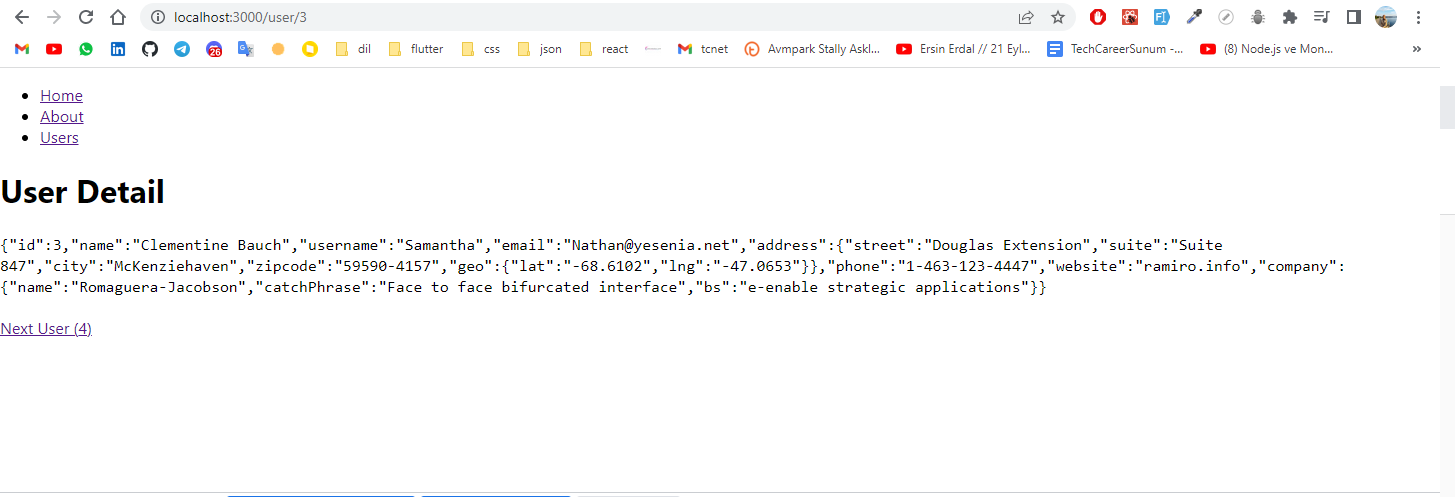 localhost:3000/user/3
26
dil
flutter
css
json
react
tcnet
Avmpark Stally Askl...
Ersin Erdal // 21 Eyl...
TechCareerSunum -...
(8) Node.js ve Mon...
»
Home
About
Users
User Detail
{"id":3,"name":"Clementine Bauch","username":"Samantha","email":"Nathan@yesenia.net","address":{"street":"Douglas Extension","suite":"Suite
847","city":"McKenziehaven","zipcode":"59590-4157","geo":{"lat":"-68.6102","lng":"-47.0653"}},"phone":"1-463-123-4447","website":"ramiro.info","company":
{"name":"Romaguera-Jacobson","catchPhrase":"Face to face bifurcated interface","bs":"e-enable strategic applications"}}
Next User (4)